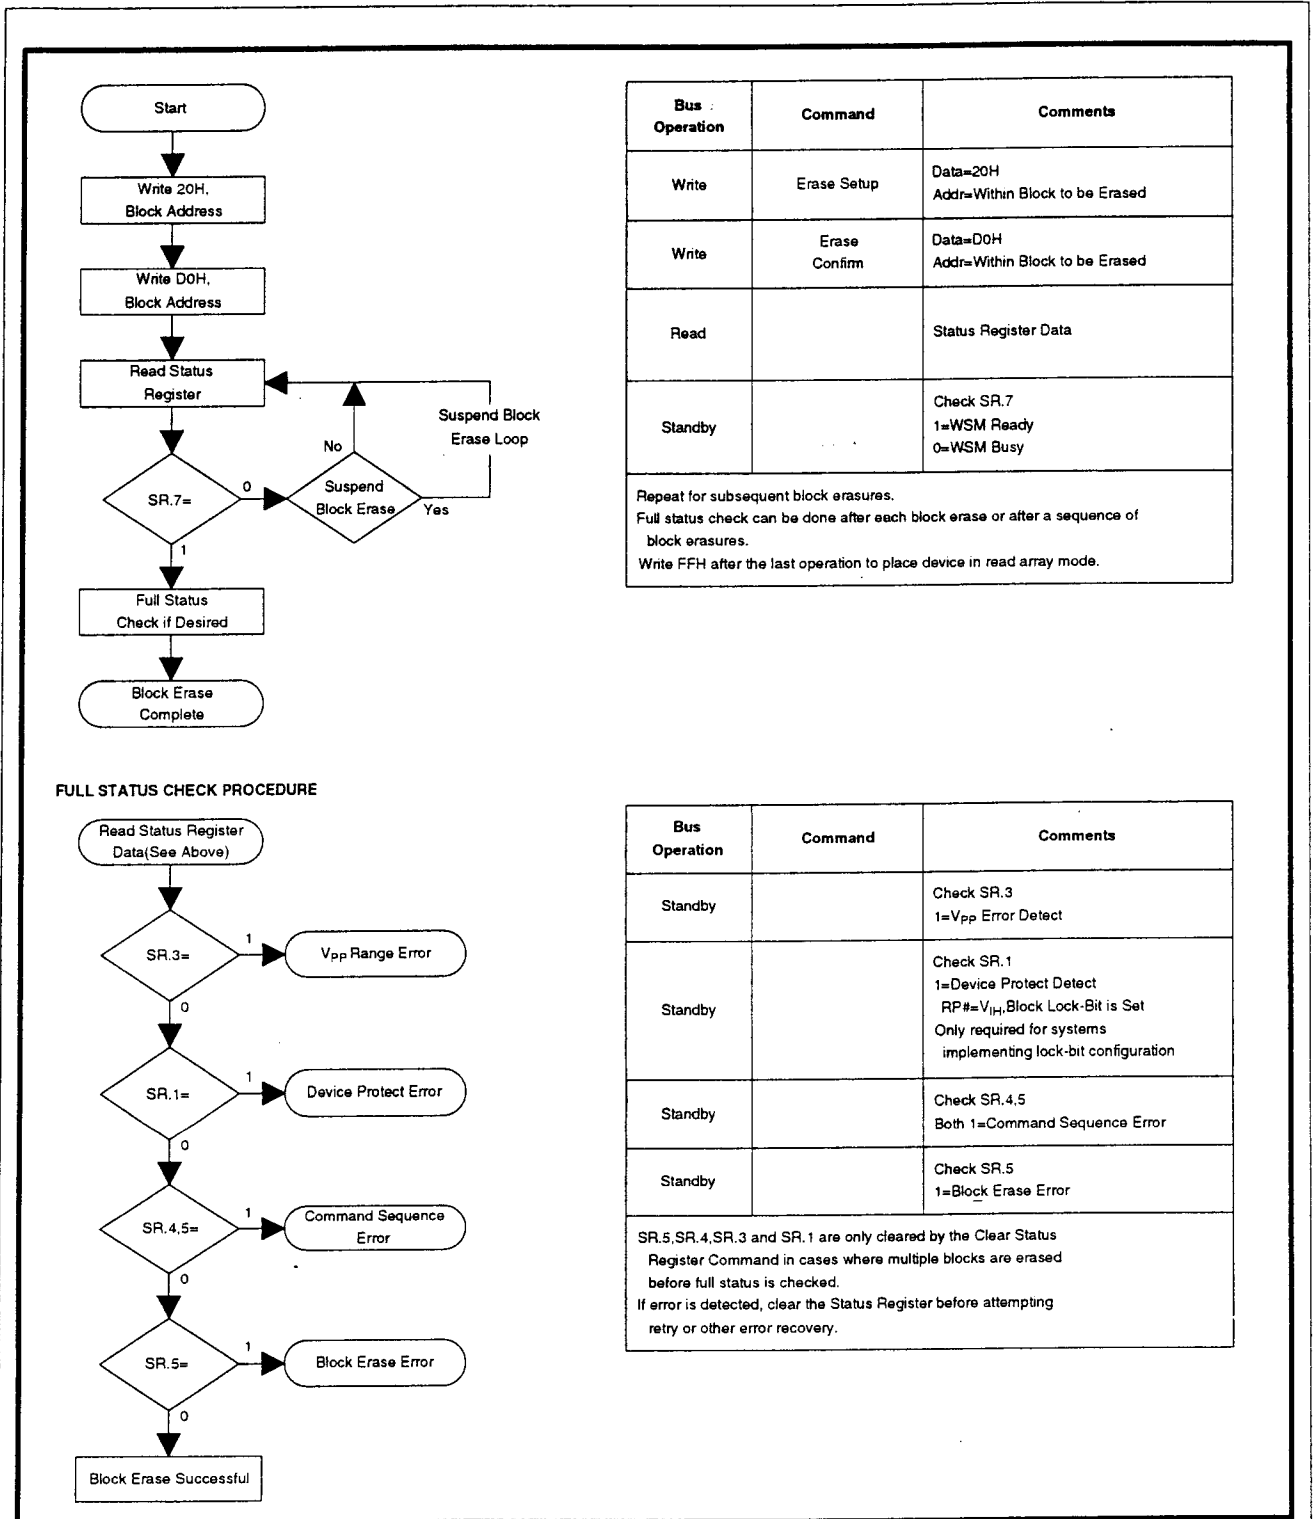 Start
Write 20H,
Block Address
Write D0H,
Block Address
Read Status
Register
Suspend Block
Erase Loop
No
SR.7=
0
Suspend
Block Erase
Yes
1
Full Status
Check if Desired
Block Erase
Complete
Bus
Operation
Command
Comments
Write
Erase Setup
Data=20H
Addr=Within Block to be Erased
Write
Erase
Confirm
Data=D0H
Addr=Within Block to be Erased
Read
Status Register Data
Standby
Check SR.7
1=WSM Ready
0=WSM Busy
Repeat for subsequent block erasures.
Full status check can be done after each block erase or after a sequence of
block erasures.
Write FFH after the last operation to place device in read array mode.
FULL STATUS CHECK PROCEDURE
Read Status Register
Data(See Above)
SR.3=
1
VPP Range Error
0
SR.1=
1
Device Protect Error
0
SR.4,5=
1
Command Sequence
Error
0
SR.5=
1
Block Erase Error
0
Block Erase Successful
Bus
Operation
Command
Comments
Standby
Check SR.3
1=VPP Error Detect
Standby
Check SR.1
1=Device Protect Detect
RP#=VIH,Block Lock-Bit is Set
Only required for systems
implementing lock-bit configuration
Standby
Check SR.4,5
Both 1=Command Sequence Error
Standby
Check SR.5
1=Block Erase Error
SR.5,SR.4,SR.3 and SR.1 are only cleared by the Clear Status
Register Command in cases where multiple blocks are erased
before full status is checked.
If error is detected, clear the Status Register before attempting
retry or other error recovery.